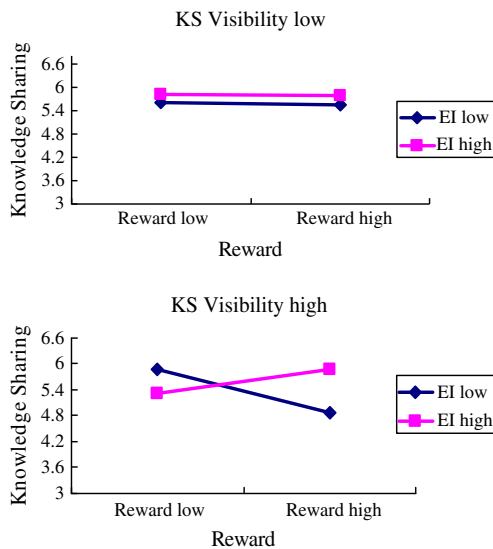 KS Visibility low
Knowledge Sharing
6.6
6
5.4
4.8
4.2
3.6
3
Reward low
Reward high
Reward
EI low
EI high
KS Visibility high
Knowledge Sharing
6.6
6
5.4
4.8
4.2
3.6
3
Reward low
Reward high
Reward
EI low
EI high